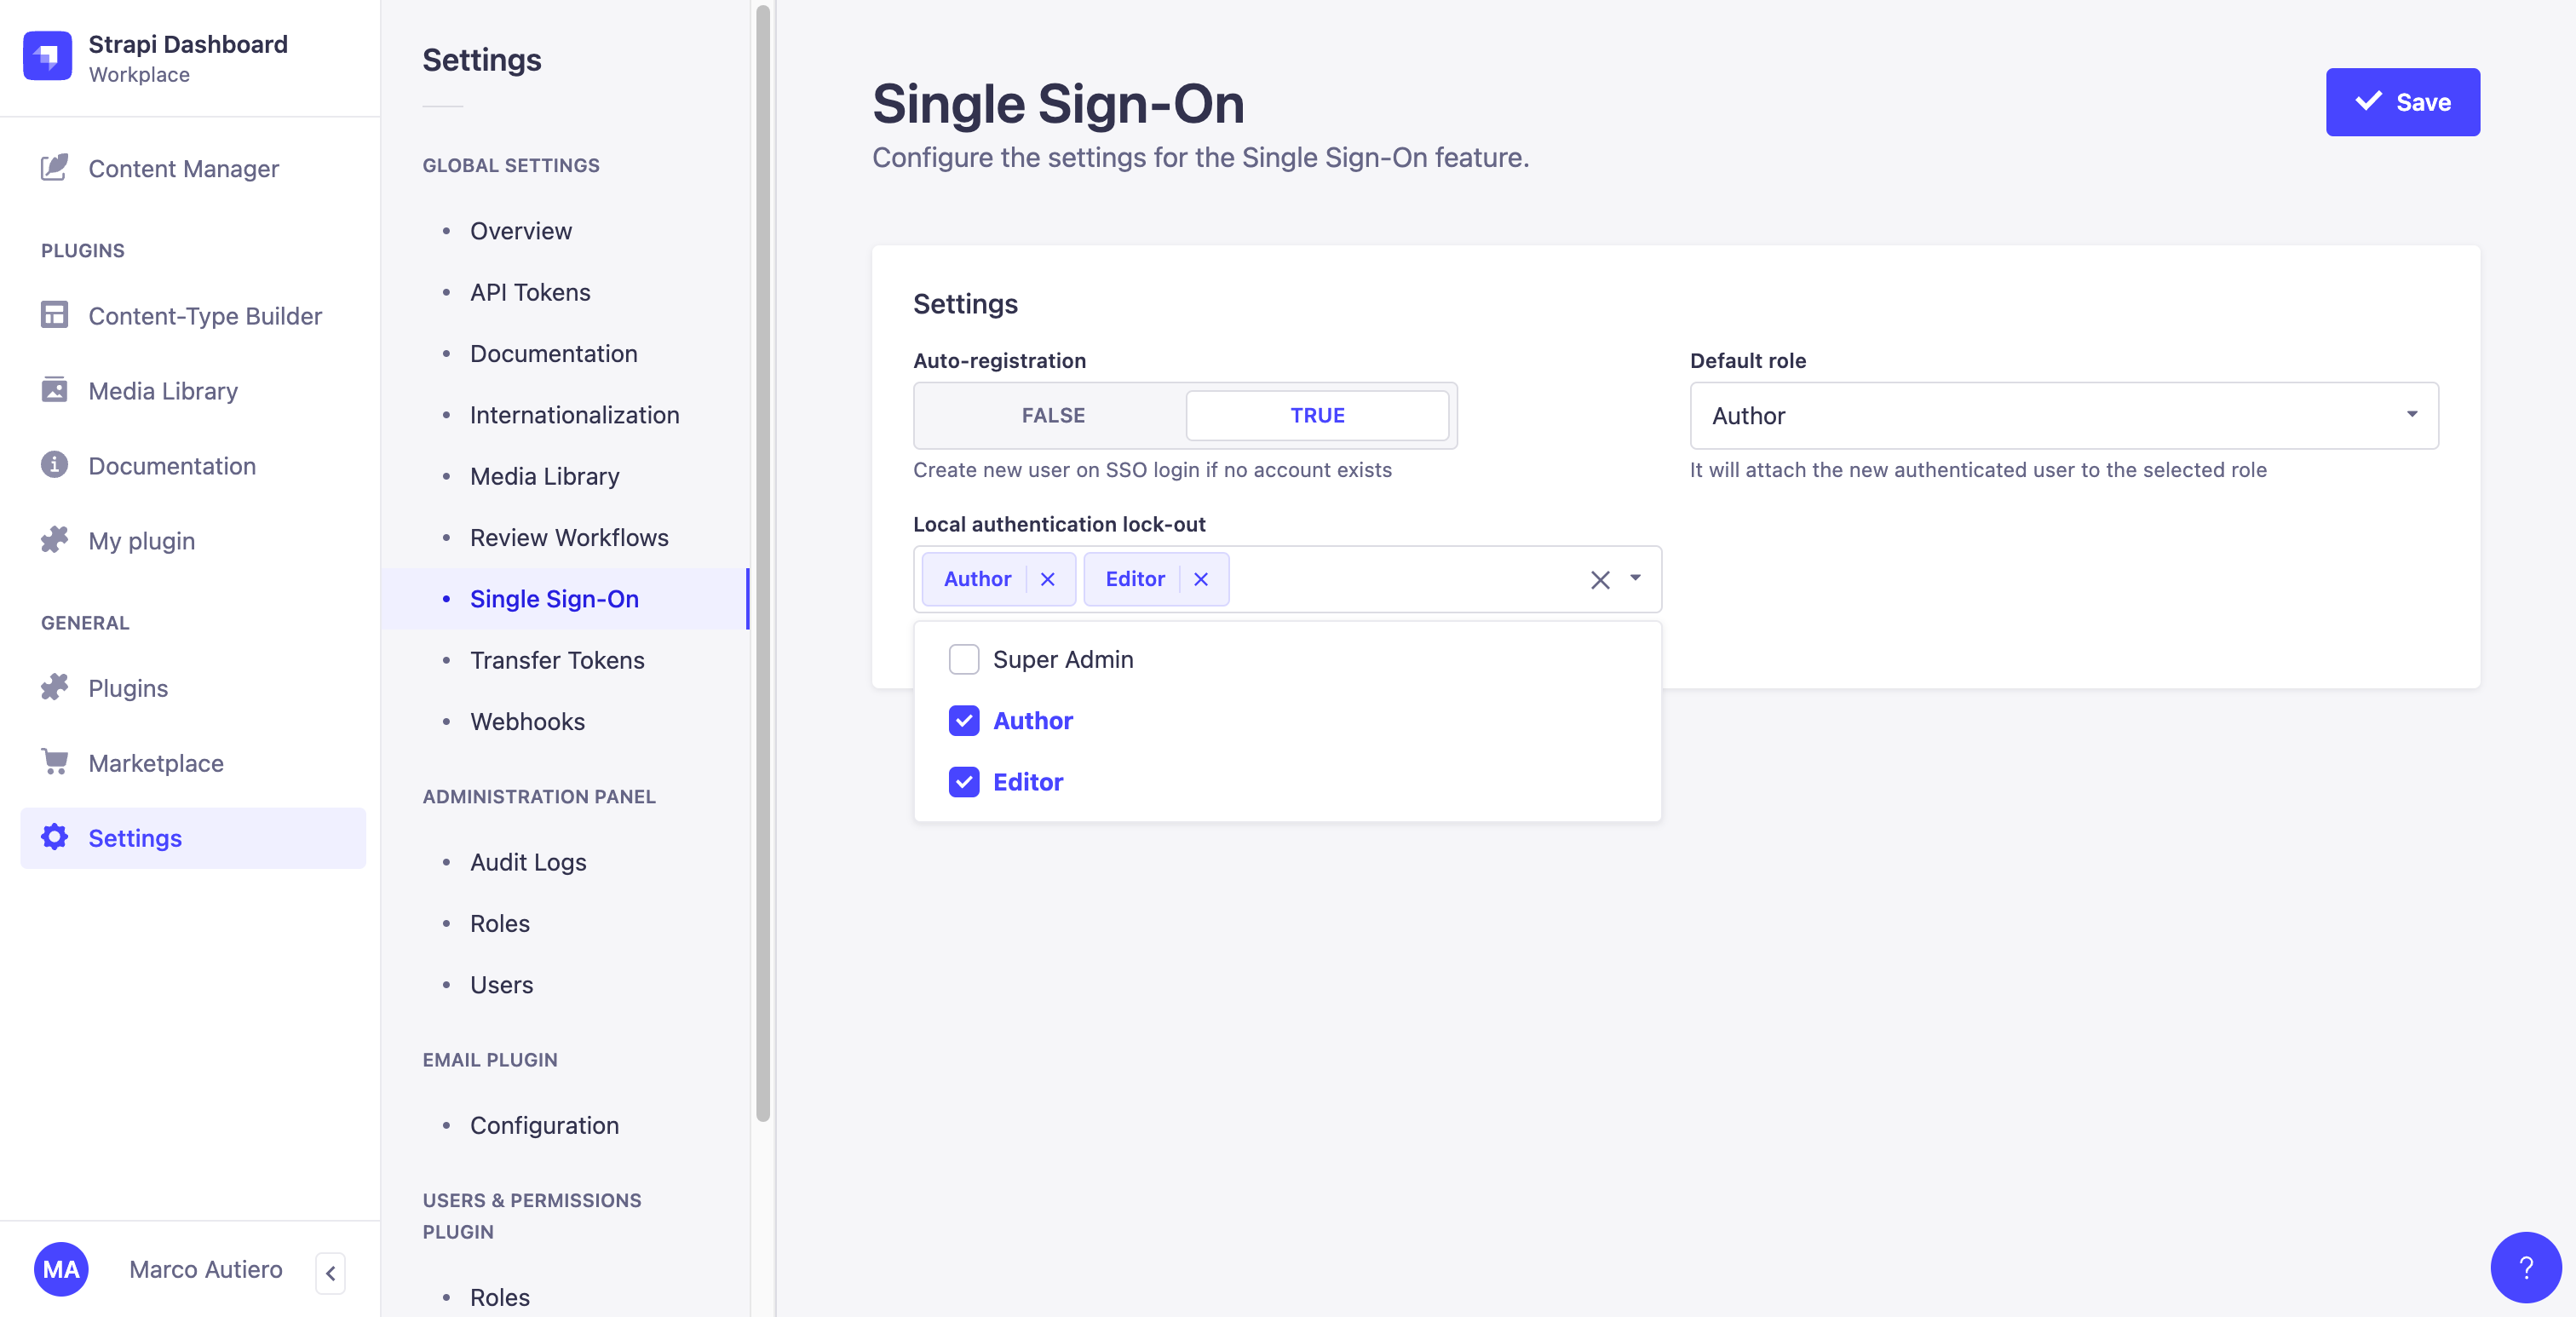 Strapi Dashboard
Workplace
Content Manager
PLUGINS
Content-Type Builder
Media Library
Documentation
My plugin
GENERAL
Plugins
Marketplace
Settings
MA
Marco Autiero
Settings
GLOBAL SETTINGS
Overview
API Tokens
Documentation
Internationalization
Media Library
Review Workflows
Single Sign-On
Transfer Tokens
Webhooks
ADMINISTRATION PANEL
Audit Logs
Roles
Users
EMAIL PLUGIN
Configuration
USERS & PERMISSIONS
PLUGIN
Roles
Single Sign-On
Save
Configure the settings for the Single Sign-On feature.
Settings
Auto-registration
FALSE
TRUE
Create new user on SSO login if no account exists
Default role
Author
It will attach the new authenticated user to the selected role
Local authentication lock-out
Author
Editor
Super Admin
Author
Editor
?